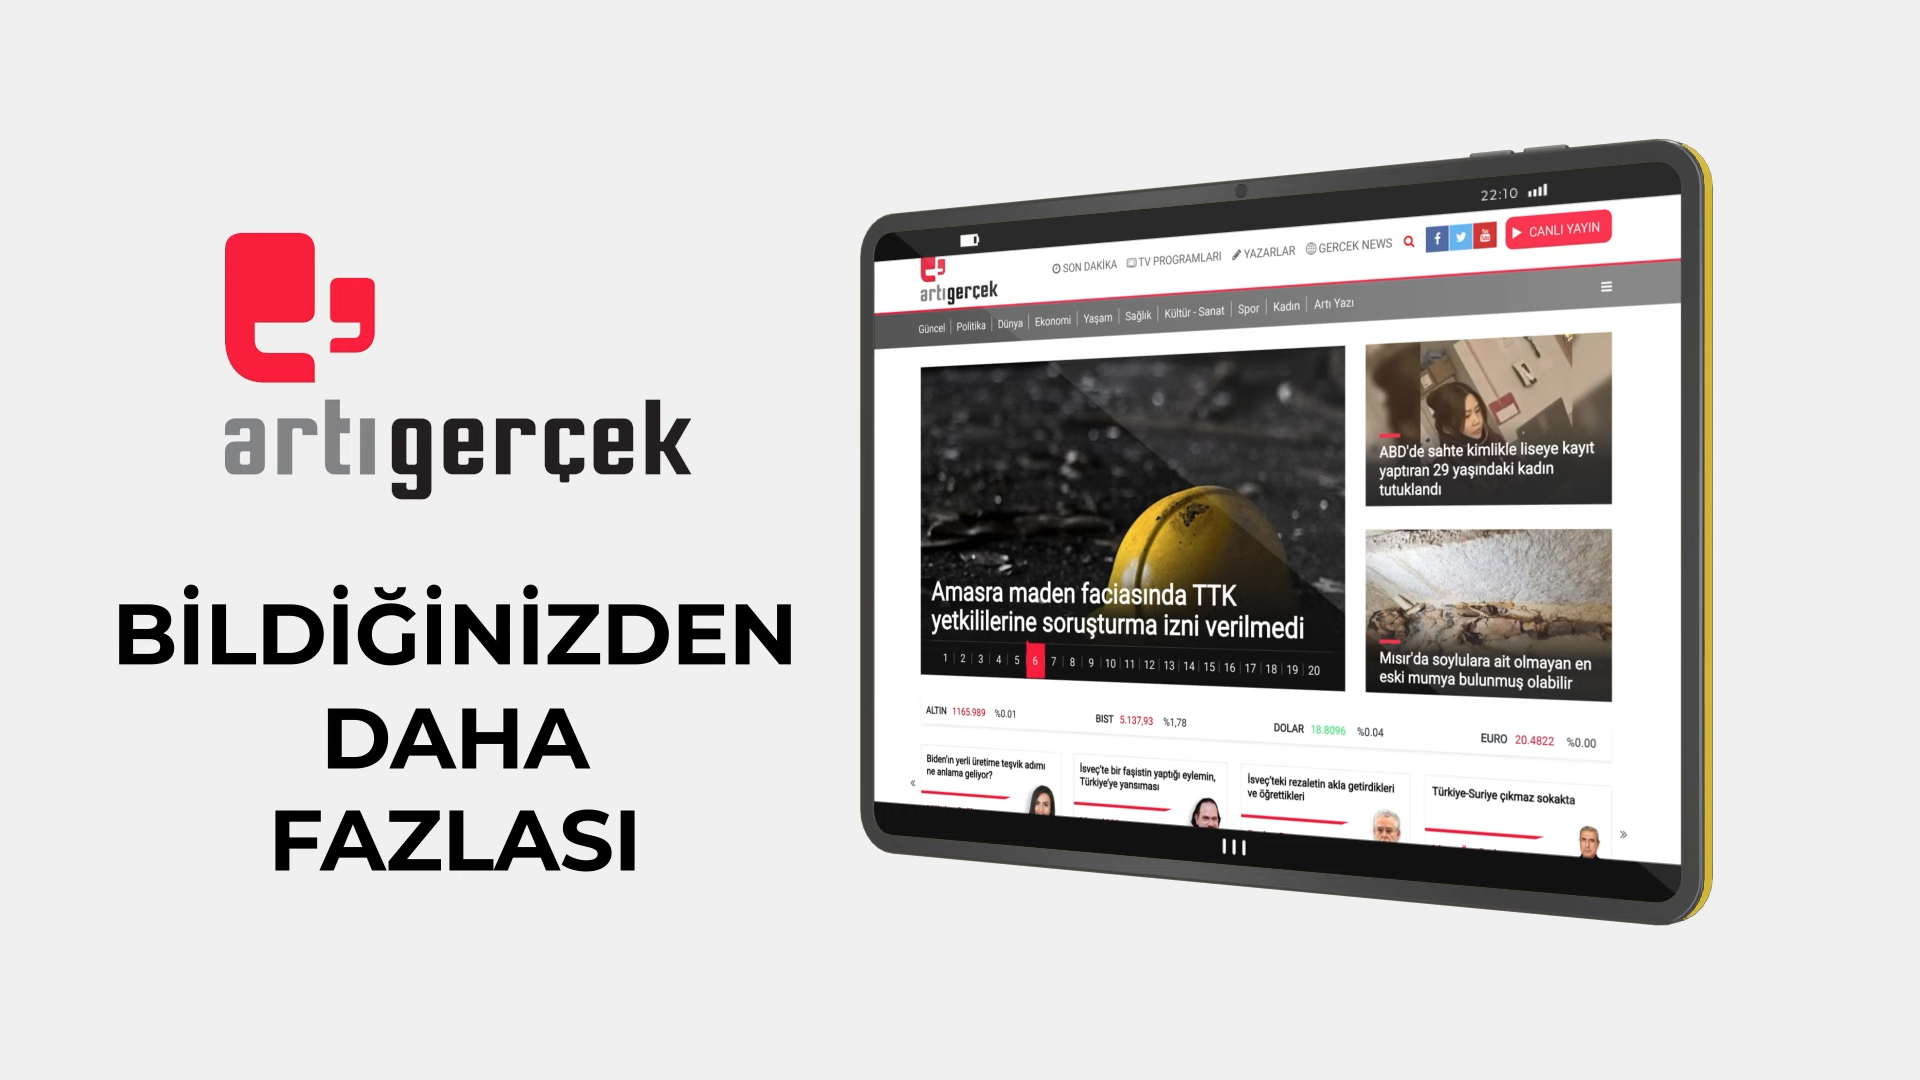 artıgerçek
BİLDİĞİNİZDEN
DAHA
FAZLASI
22:10
artıgerçek
SON DAKİKA TV PROGRAMLARI YAZARLAR GERCEK NEWS CANLI YAYIN
Güncel Politika Dünya Ekonomi Yaşam Sağlık Kültür - Sanat Spor Kadın Artı Yazı
Amasra maden faciasında TTK
yetkililerine soruşturma izni verilmedi
1 2 3 4 5 6 7 8 9 10 11 12 13 14 15 16 17 18 19 20
ABD'de sahte kimlikle liseye kayıt
yaptıran 29 yaşındaki kadın
tutuklandı
Mısır'da soylulara ait olmayan en
eski mumya bulunmuş olabilir
ALTIN 1165.989 %0.01 BIST 5.137,93 %1,78 DOLAR 18.8096 %0.04 EURO 20.4822 %0.00
Biden'ın yerli üretime teşvik adımı
ne anlama geliyor?
İsveç'te bir faşistin yaptığı eylemin,
Türkiye'ye yansıması
İsveç'teki rezaletin akla getirdikleri
ve öğrettikleri
Türkiye-Suriye çıkmaz sokakta